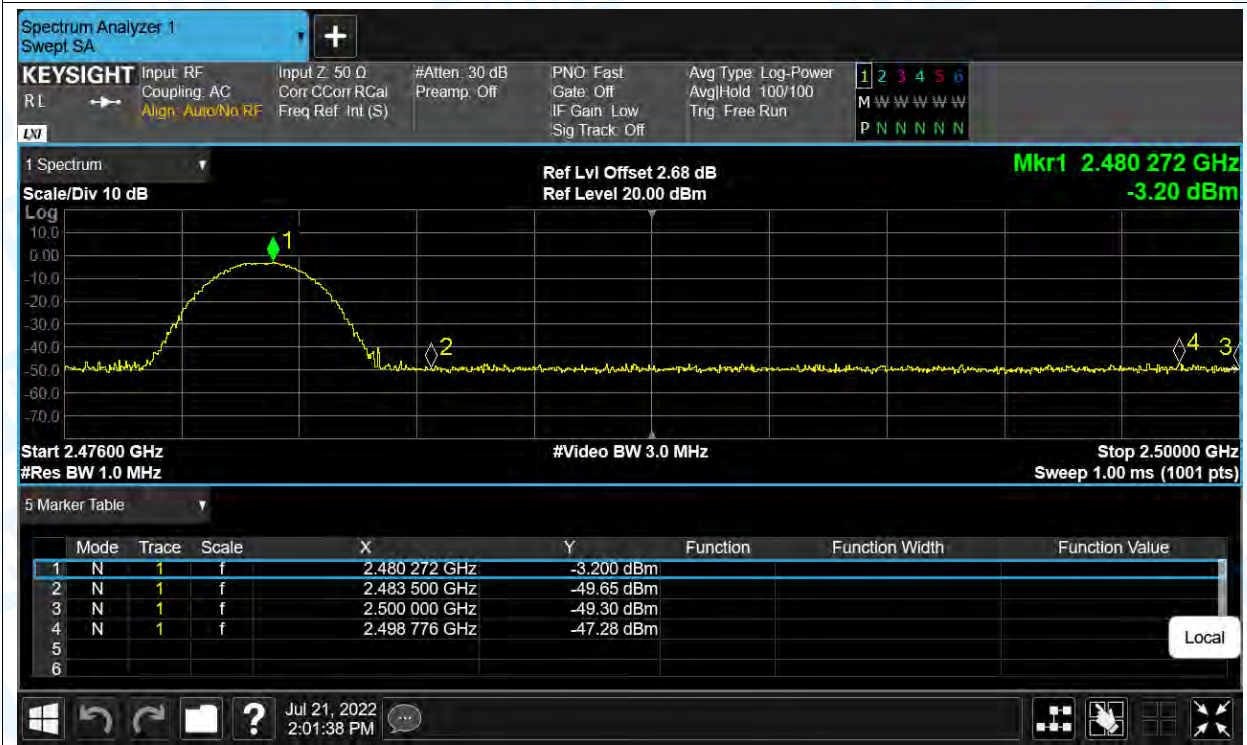 Spectrum Analyzer 1
Swept SA
+
KEYSIGHT Input: RF Input Z: 50 Ω #Atten: 30 dB PNO: Fast Avg Type: Log-Power 1 2 3 4 5 6
RL Coupling: AC Corr CCorr RCal Preamp: Off Gate: Off Avg|Hold: 100/100 M W W W W W
Align: Auto/No RF Freq Ref: Int (S) IF Gain: Low Trig: Free Run P N N N N N
LXI Sig Track: Off
1 Spectrum Ref Lvl Offset 2.68 dB Mkr1 2.480 272 GHz
Scale/Div 10 dB Ref Level 20.00 dBm -3.20 dBm
Log
10.0
0.00
-10.0
-20.0
-30.0
-40.0
-50.0
-60.0
-70.0
1
2
4
3
Start 2.47600 GHz #Video BW 3.0 MHz Stop 2.50000 GHz
#Res BW 1.0 MHz Sweep 1.00 ms (1001 pts)
5 Marker Table
Mode Trace Scale X Y Function Function Width Function Value
1 N 1 f 2.480 272 GHz -3.200 dBm
2 N 1 f 2.483 500 GHz -49.65 dBm
3 N 1 f 2.500 000 GHz -49.30 dBm
4 N 1 f 2.498 776 GHz -47.28 dBm
5
6
Local
? Jul 21, 2022
2:01:38 PM